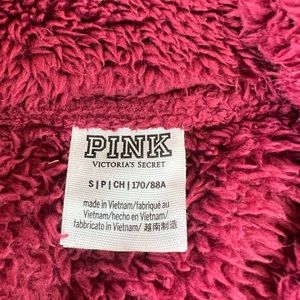 PINK
VICTORIA'S SECRET
S | P | CH | 170/88A
made in Vietnam/fabriqué au
Vietnam/hecho en Vietnam/
fabbricato in Vietnam/ 越南制造